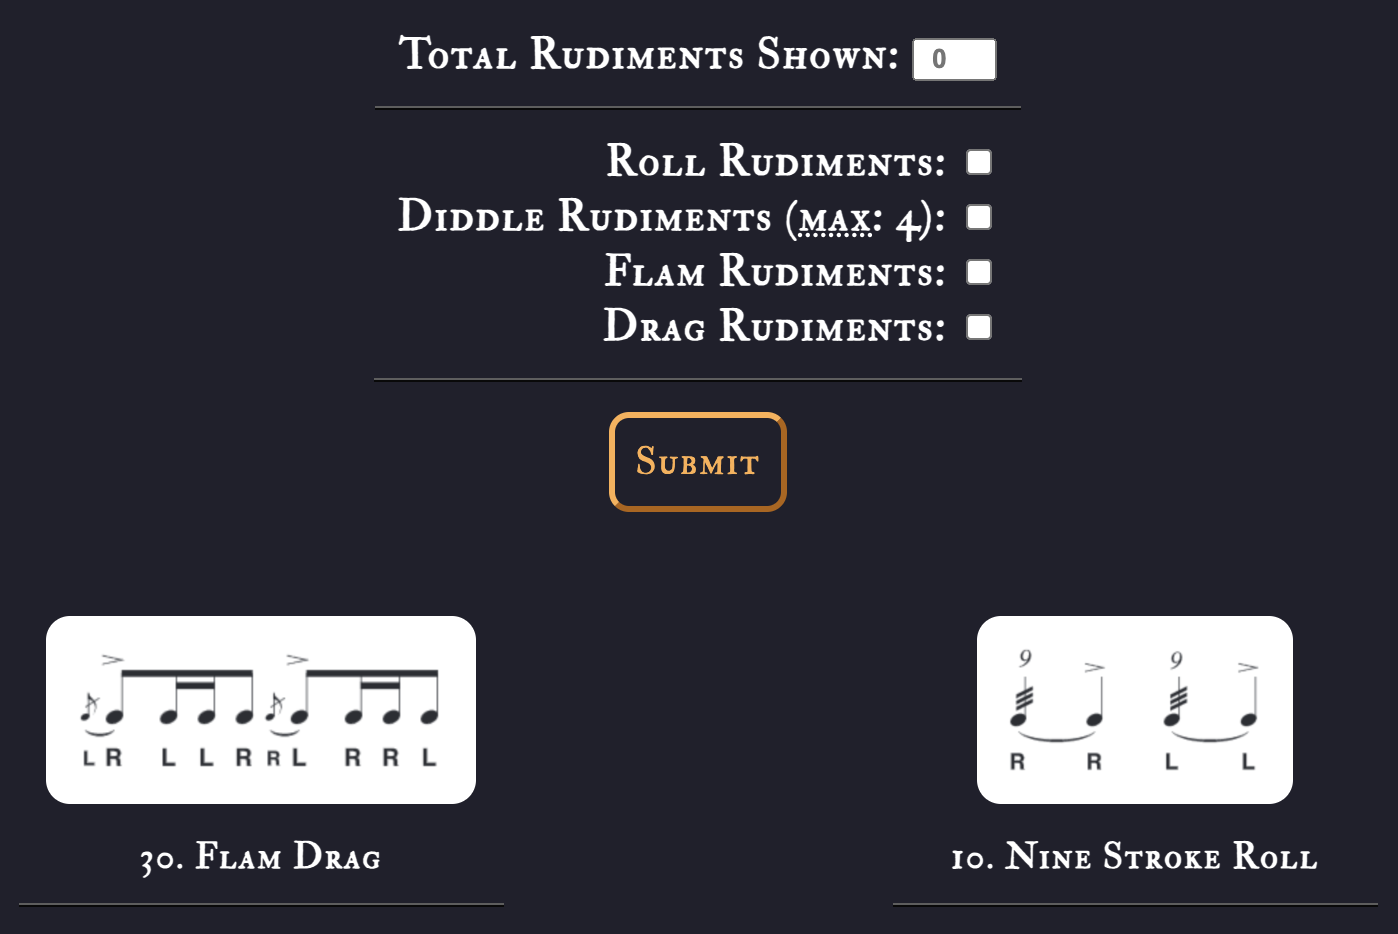 Total Rudiments Shown: 0
Roll Rudiments:
Diddle Rudiments (max: 4):
Flam Rudiments:
Drag Rudiments:
Submit
> >
L R L L R R L R R L
30. Flam Drag
9 > 9 >
R R L L
10. Nine Stroke Roll